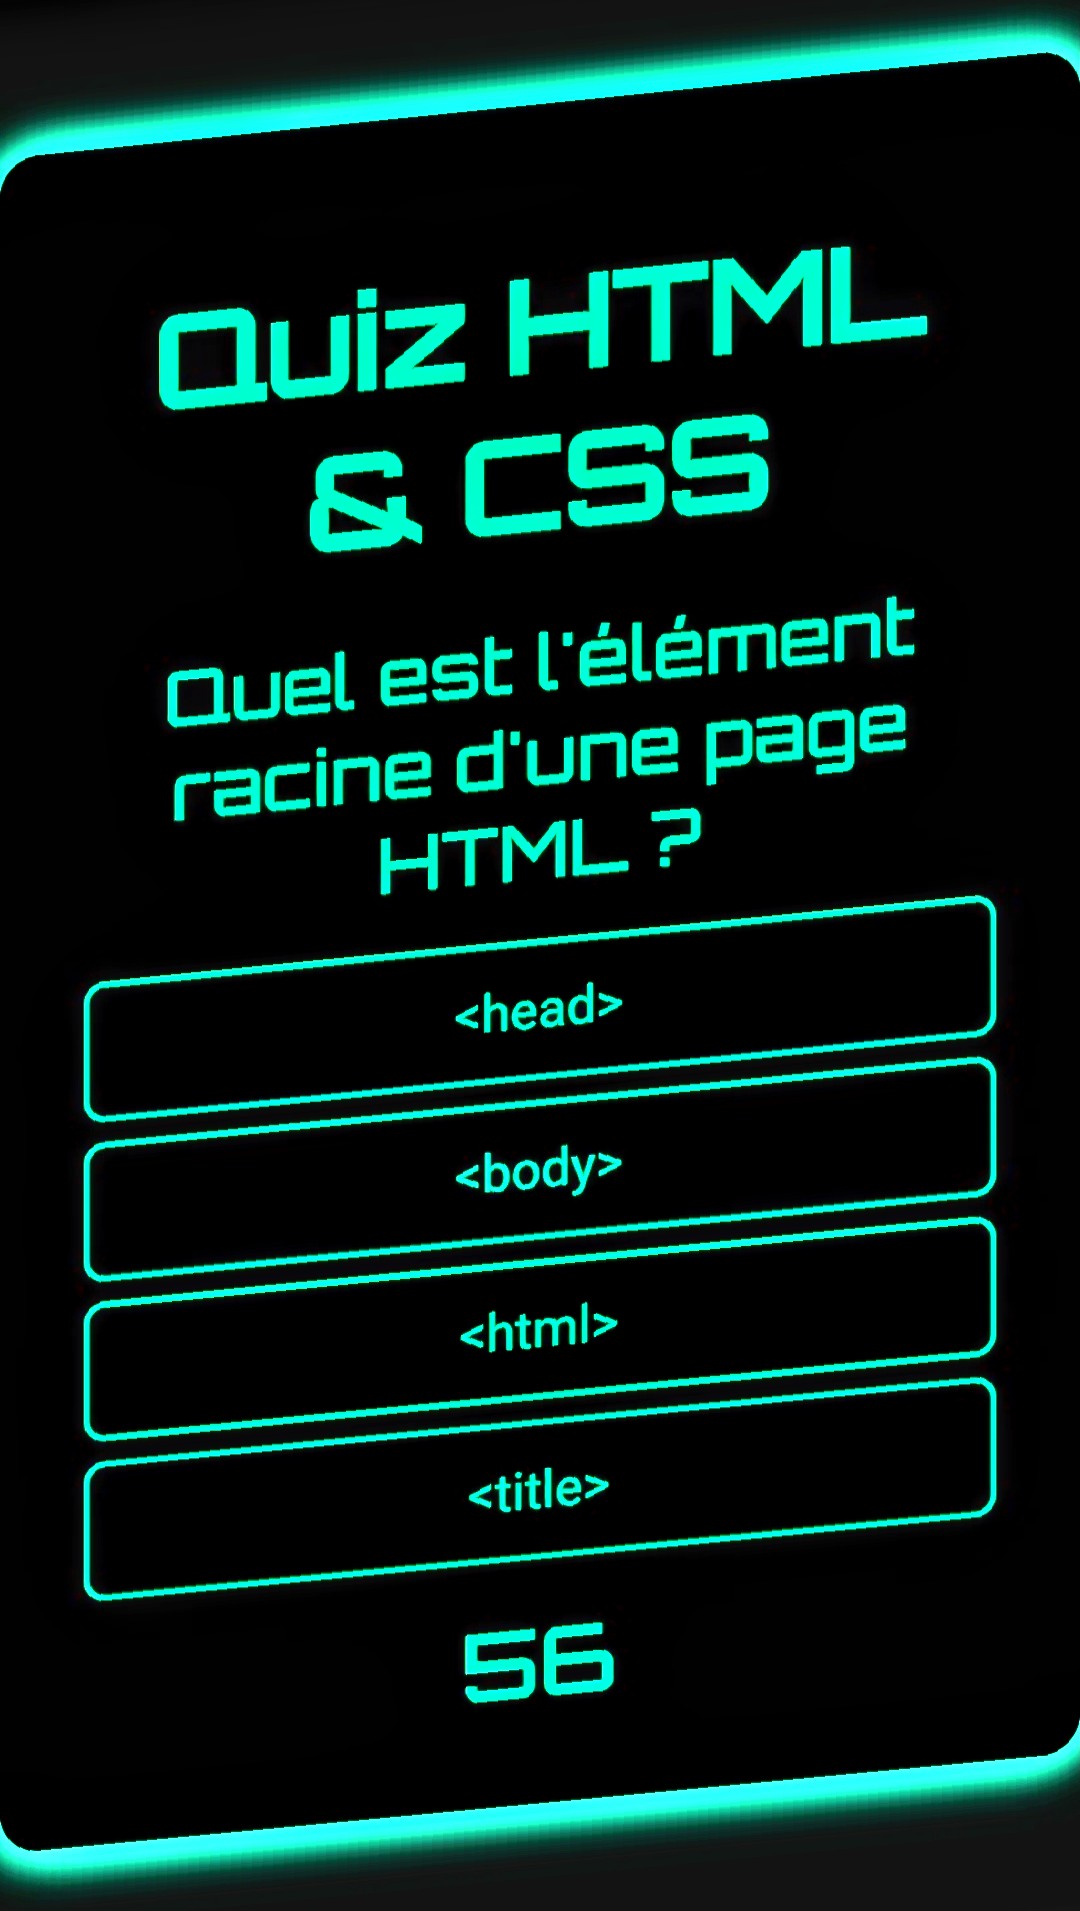 Quiz HTML
& CSS
Quel est l'élément
racine d'une page
HTML ?
<head>
<body>
<html>
<title>
56